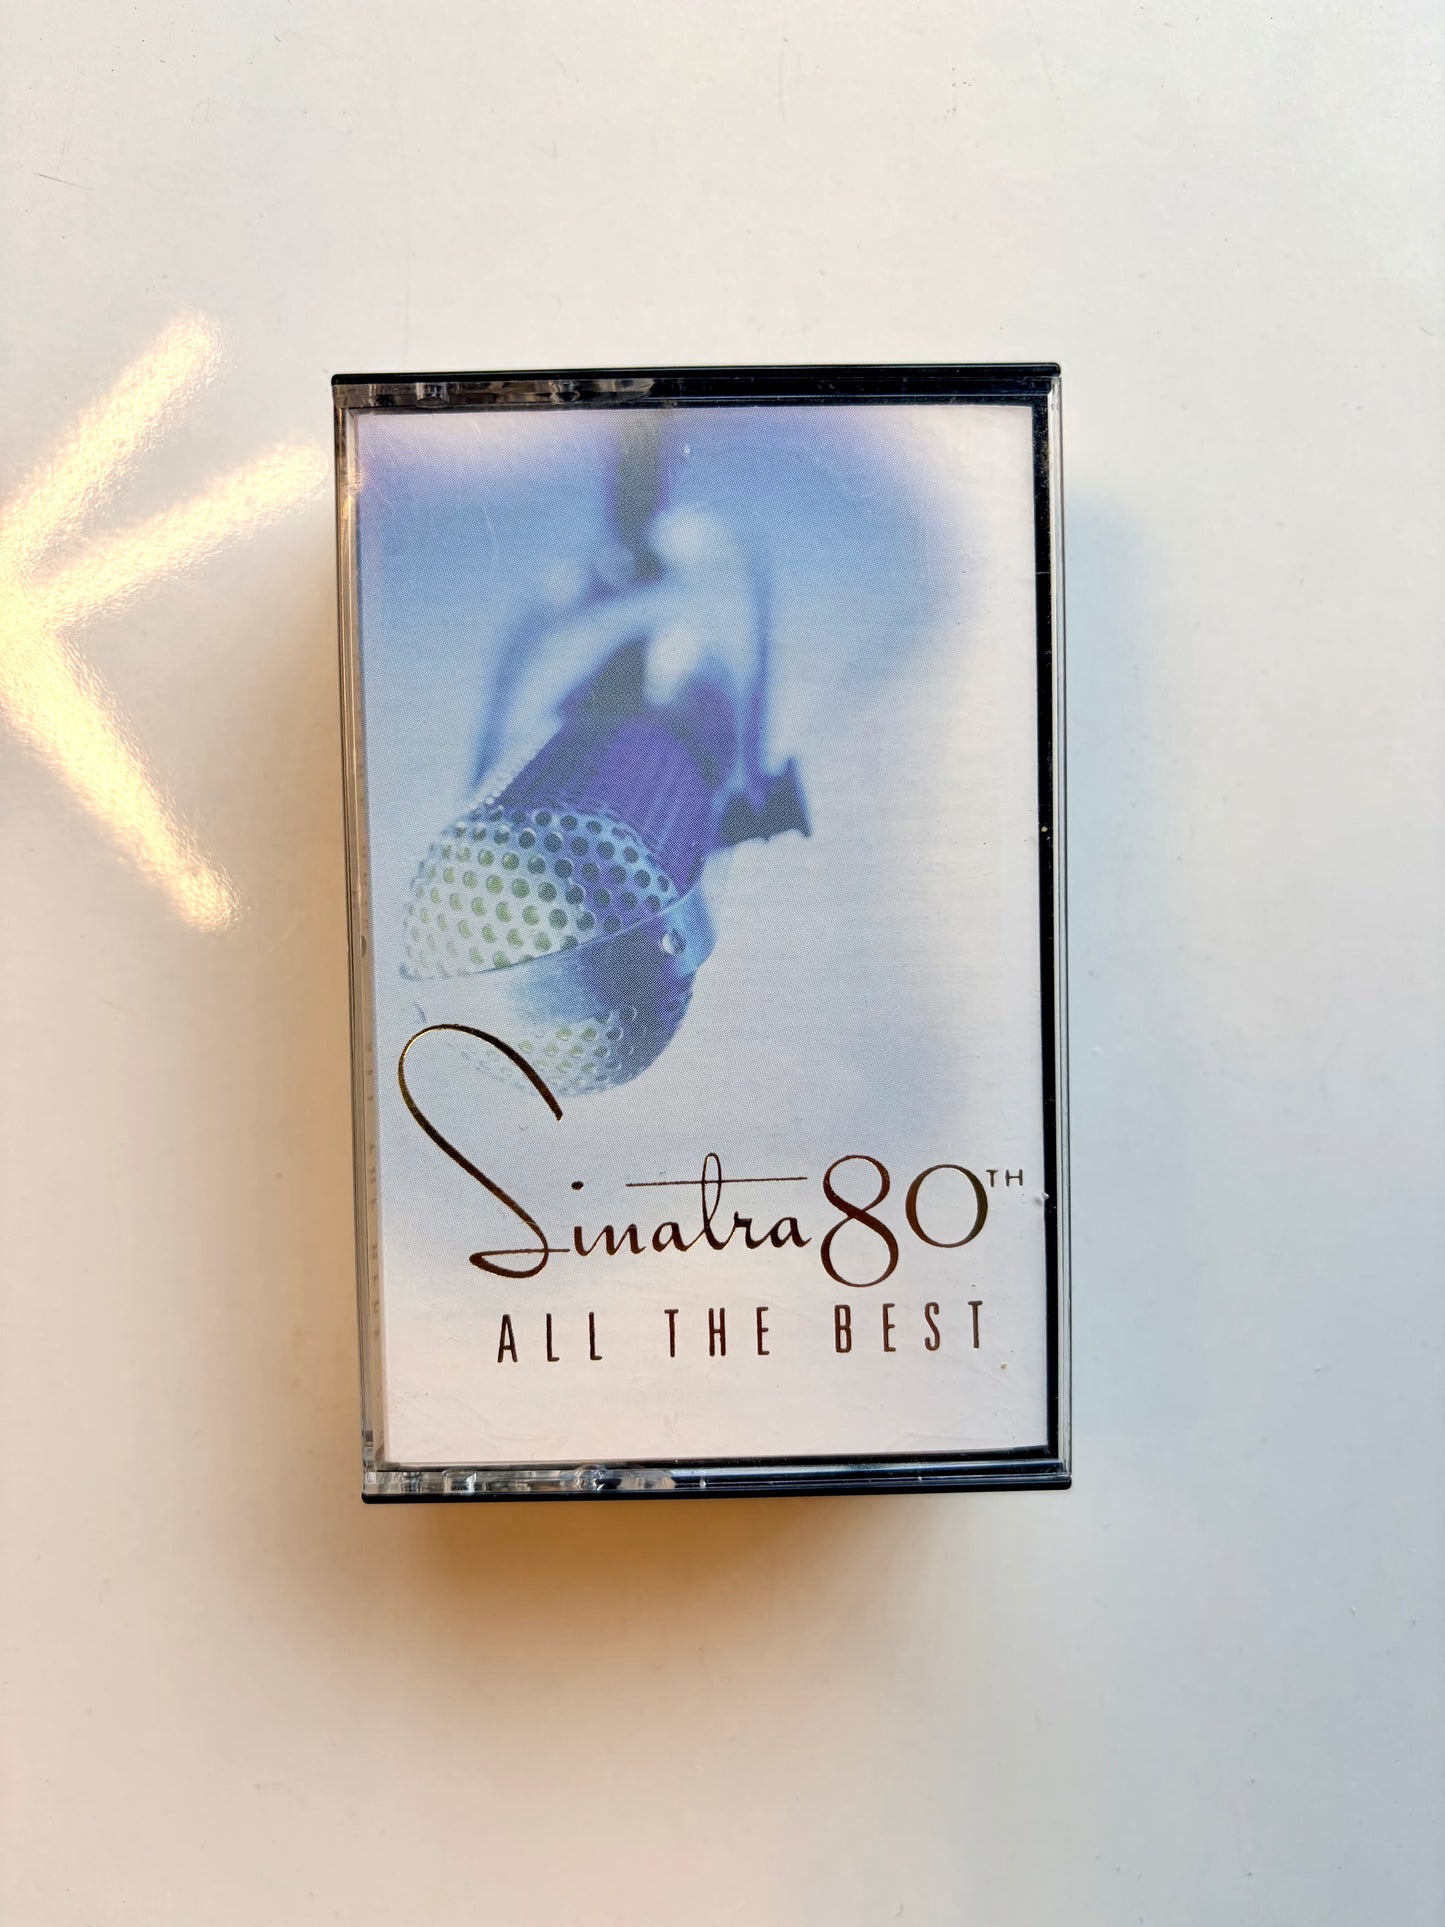 Sinatra 80TH
ALL THE BEST